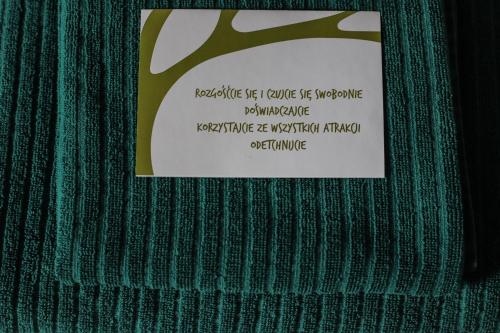 ROZGOŚĆCIE SIĘ I CZUJCIE SIĘ SWOBODNIE
DOŚWIADCZAJCIE
KORZYSTAJCIE ZE WSZYSTKICH ATRAKCJI
ODETCHNIJCIE